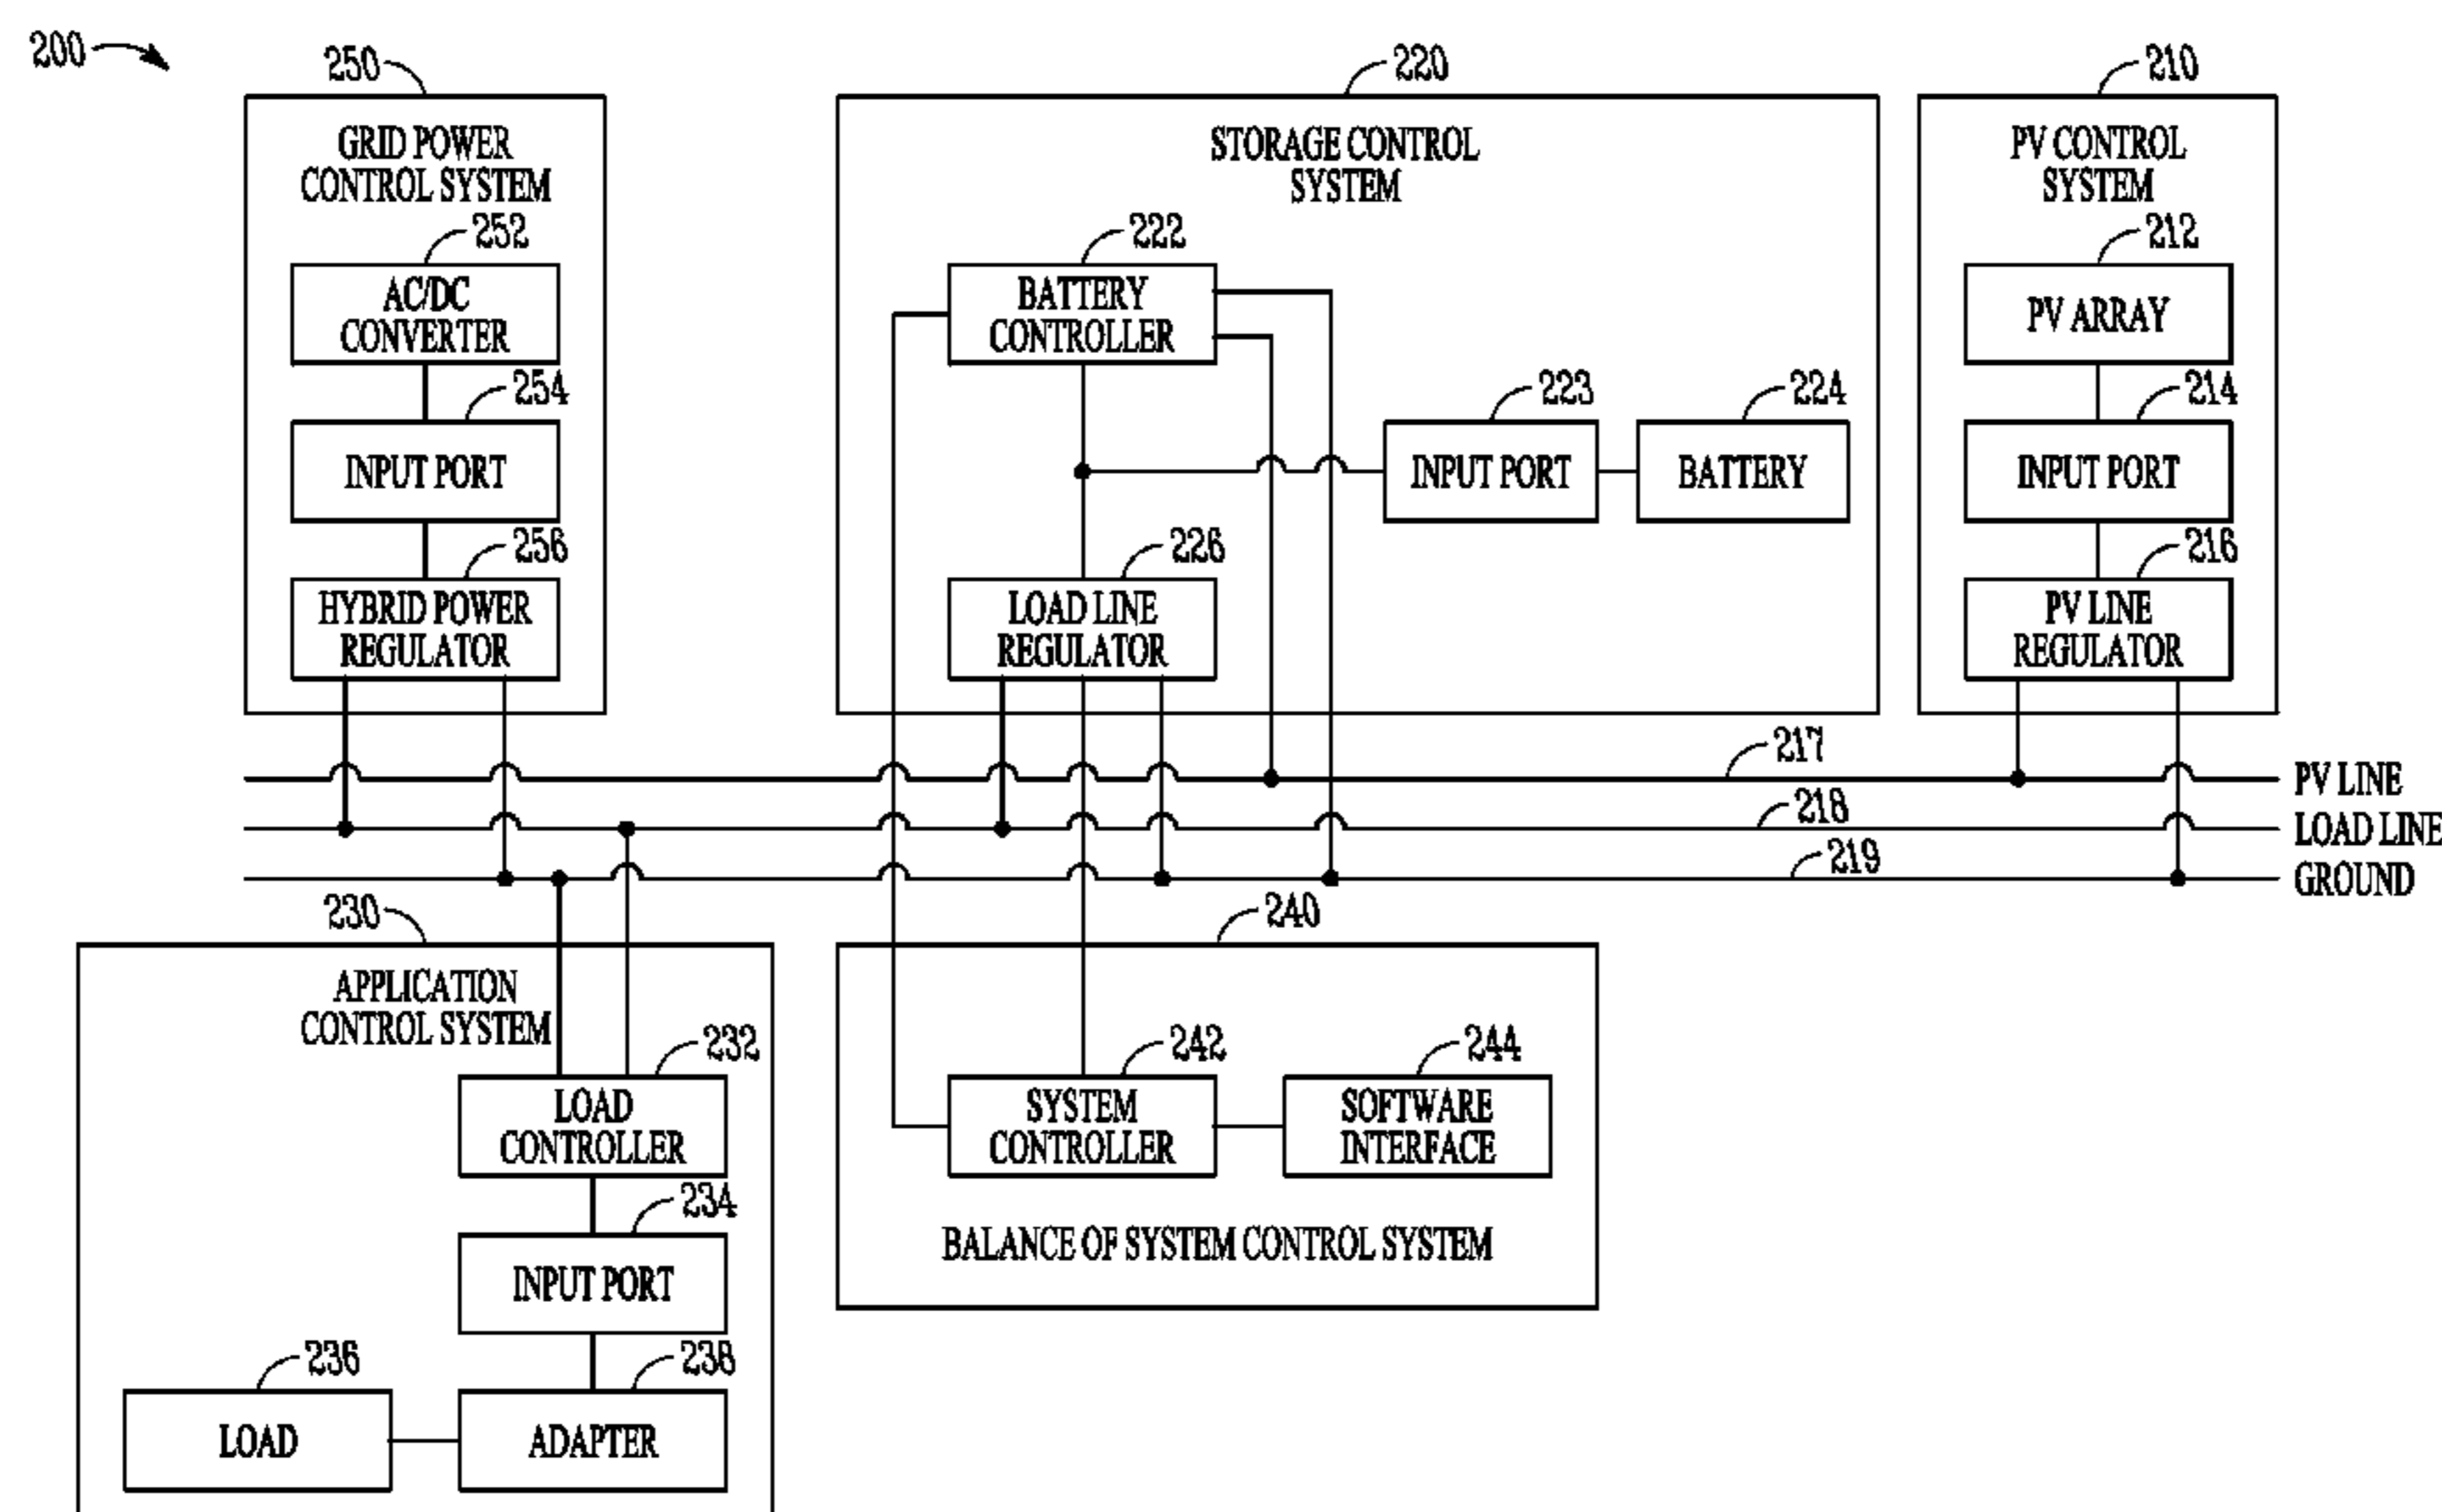 200
250
GRID POWER
CONTROL SYSTEM
252
AC/DC
CONVERTER
254
INPUT PORT
256
HYBRID POWER
REGULATOR
220
STORAGE CONTROL
SYSTEM
222
BATTERY
CONTROLLER
223
INPUT PORT
224
BATTERY
226
LOAD LINE
REGULATOR
210
PV CONTROL
SYSTEM
212
PV ARRAY
214
INPUT PORT
216
PV LINE
REGULATOR
217
PV LINE
218
LOAD LINE
219
GROUND
230
APPLICATION
CONTROL SYSTEM
232
LOAD
CONTROLLER
234
INPUT PORT
236
LOAD
238
ADAPTER
240
242
SYSTEM
CONTROLLER
244
SOFTWARE
INTERFACE
BALANCE OF SYSTEM CONTROL SYSTEM